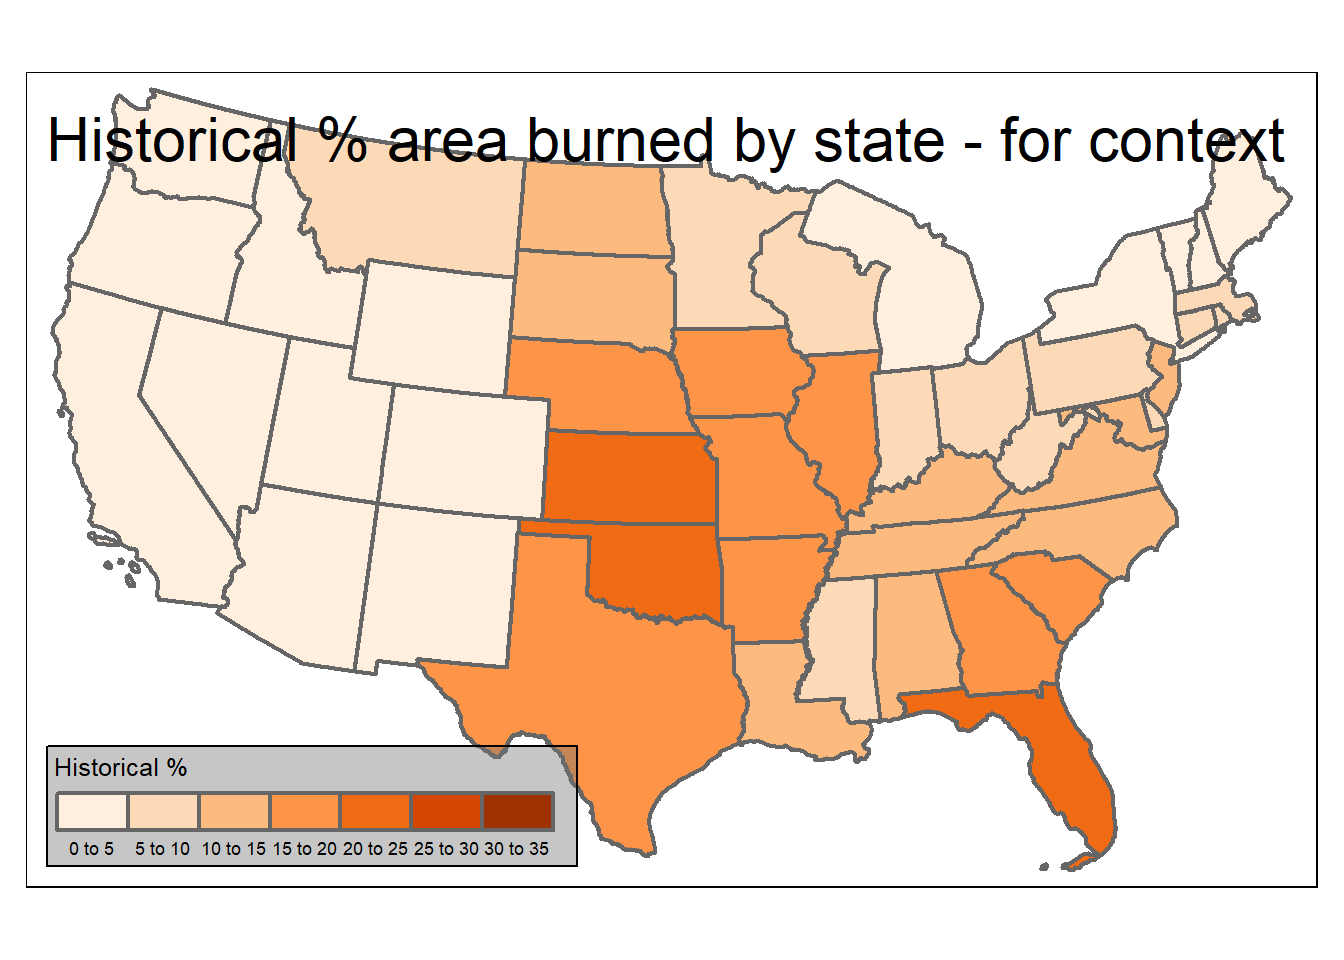 Historical % area burned by state - for context
Historical %
0 to 5 5 to 10 10 to 15 15 to 20 20 to 25 25 to 30 30 to 35